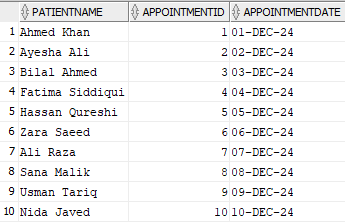 PATIENTNAME APPOINTMENTID APPOINTMENTDATE
1 Ahmed Khan 1 01-DEC-24
2 Ayesha Ali 2 02-DEC-24
3 Bilal Ahmed 3 03-DEC-24
4 Fatima Siddiqui 4 04-DEC-24
5 Hassan Qureshi 5 05-DEC-24
6 Zara Saeed 6 06-DEC-24
7 Ali Raza 7 07-DEC-24
8 Sana Malik 8 08-DEC-24
9 Usman Tariq 9 09-DEC-24
10 Nida Javed 10 10-DEC-24